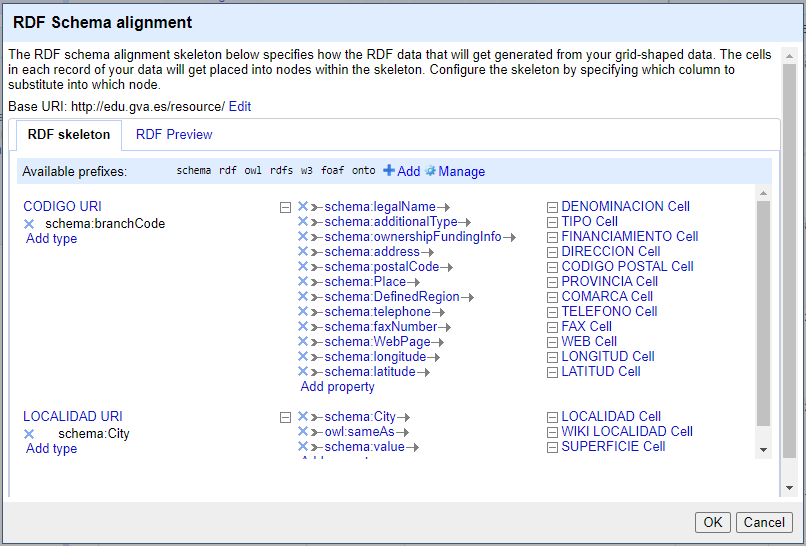 RDF Schema alignment
The RDF schema alignment skeleton below specifies how the RDF data that will get generated from your grid-shaped data. The cells
in each record of your data will get placed into nodes within the skeleton. Configure the skeleton by specifying which column to
substitute into which node.
Base URI: http://edu.gva.es/resource/ Edit
RDF skeleton RDF Preview
Available prefixes: schema rdf owl rdfs w3 foaf onto Add Manage
CODIGO URI schema:legalName DENOMINACION Cell
schema:branchCode schema:additionalType TIPO Cell
Add type schema:ownershipFundingInfo FINANCIAMIENTO Cell
schema:address DIRECCION Cell
schema:postalCode CODIGO POSTAL Cell
schema:Place PROVINCIA Cell
schema:DefinedRegion COMARCA Cell
schema:telephone TELEFONO Cell
schema:faxNumber FAX Cell
schema:WebPage WEB Cell
schema:longitude LONGITUD Cell
schema:latitude LATITUD Cell
Add property
LOCALIDAD URI schema:City LOCALIDAD Cell
schema:City owl:sameAs WIKI LOCALIDAD Cell
Add type schema:value SUPERFICIE Cell
OK Cancel